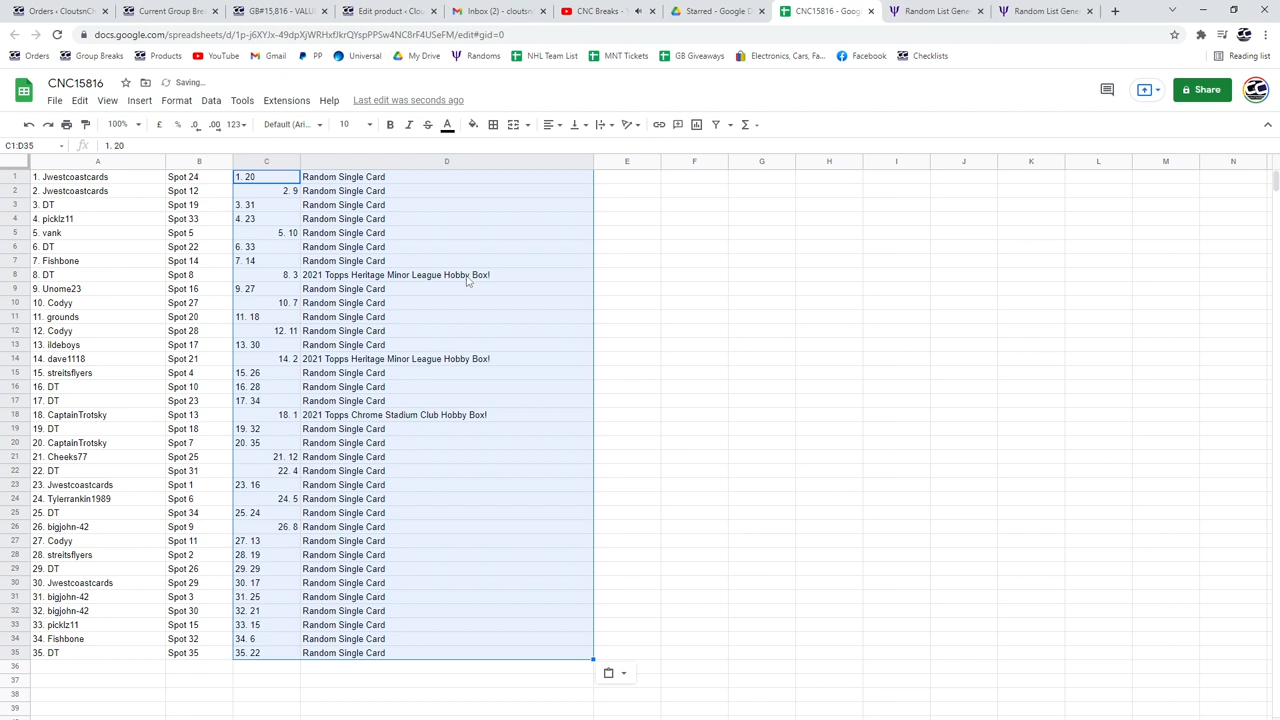 Orders ‹ CloutsnCh
Current Group Break
GB#15,816 - VALUE
Edit product ‹ Clou
Inbox (2) - cloutsno
CNC Breaks - Y
Starred - Google D
CNC15816 - Goog
Random List Gene
Random List Gene
docs.google.com/spreadsheets/d/1p-j6XYJx-49dpXjWRHxfJkrQYspPPSw4NC8rF4USeFM/edit#gid=0
Orders
Group Breaks
Products
YouTube
Gmail
PP
Universal
My Drive
Randoms
NHL Team List
MNT Tickets
GB Giveaways
Electronics, Cars, Fa...
Facebook
Checklists
Reading list
CNC15816
Saving...
File Edit View Insert Format Data Tools Extensions Help Last edit was seconds ago
Share
100% £ % .0 .00 123 Default (Ari... 10 B I S A
C1:D35 fx 1. 20
A B C D E F G H I J K L M N
1 1. Jwestcoastcards Spot 24 1. 20 Random Single Card
2 2. Jwestcoastcards Spot 12 2. 9 Random Single Card
3 3. DT Spot 19 3. 31 Random Single Card
4 4. picklz11 Spot 33 4. 23 Random Single Card
5 5. vank Spot 5 5. 10 Random Single Card
6 6. DT Spot 22 6. 33 Random Single Card
7 7. Fishbone Spot 14 7. 14 Random Single Card
8 8. DT Spot 8 8. 3 2021 Topps Heritage Minor League Hobby Box!
9 9. Unome23 Spot 16 9. 27 Random Single Card
10 10. Codyy Spot 27 10. 7 Random Single Card
11 11. grounds Spot 20 11. 18 Random Single Card
12 12. Codyy Spot 28 12. 11 Random Single Card
13 13. ildeboys Spot 17 13. 30 Random Single Card
14 14. dave1118 Spot 21 14. 2 2021 Topps Heritage Minor League Hobby Box!
15 15. streitsflyers Spot 4 15. 26 Random Single Card
16 16. DT Spot 10 16. 28 Random Single Card
17 17. DT Spot 23 17. 34 Random Single Card
18 18. CaptainTrotsky Spot 13 18. 1 2021 Topps Chrome Stadium Club Hobby Box!
19 19. DT Spot 18 19. 32 Random Single Card
20 20. CaptainTrotsky Spot 7 20. 35 Random Single Card
21 21. Cheeks77 Spot 25 21. 12 Random Single Card
22 22. DT Spot 31 22. 4 Random Single Card
23 23. Jwestcoastcards Spot 1 23. 16 Random Single Card
24 24. Tylerrankin1989 Spot 6 24. 5 Random Single Card
25 25. DT Spot 34 25. 24 Random Single Card
26 26. bigjohn-42 Spot 9 26. 8 Random Single Card
27 27. Codyy Spot 11 27. 13 Random Single Card
28 28. streitsflyers Spot 2 28. 19 Random Single Card
29 29. DT Spot 26 29. 29 Random Single Card
30 30. Jwestcoastcards Spot 29 30. 17 Random Single Card
31 31. bigjohn-42 Spot 3 31. 25 Random Single Card
32 32. bigjohn-42 Spot 30 32. 21 Random Single Card
33 33. picklz11 Spot 15 33. 15 Random Single Card
34 34. Fishbone Spot 32 34. 6 Random Single Card
35 35. DT Spot 35 35. 22 Random Single Card
36
37
38
39